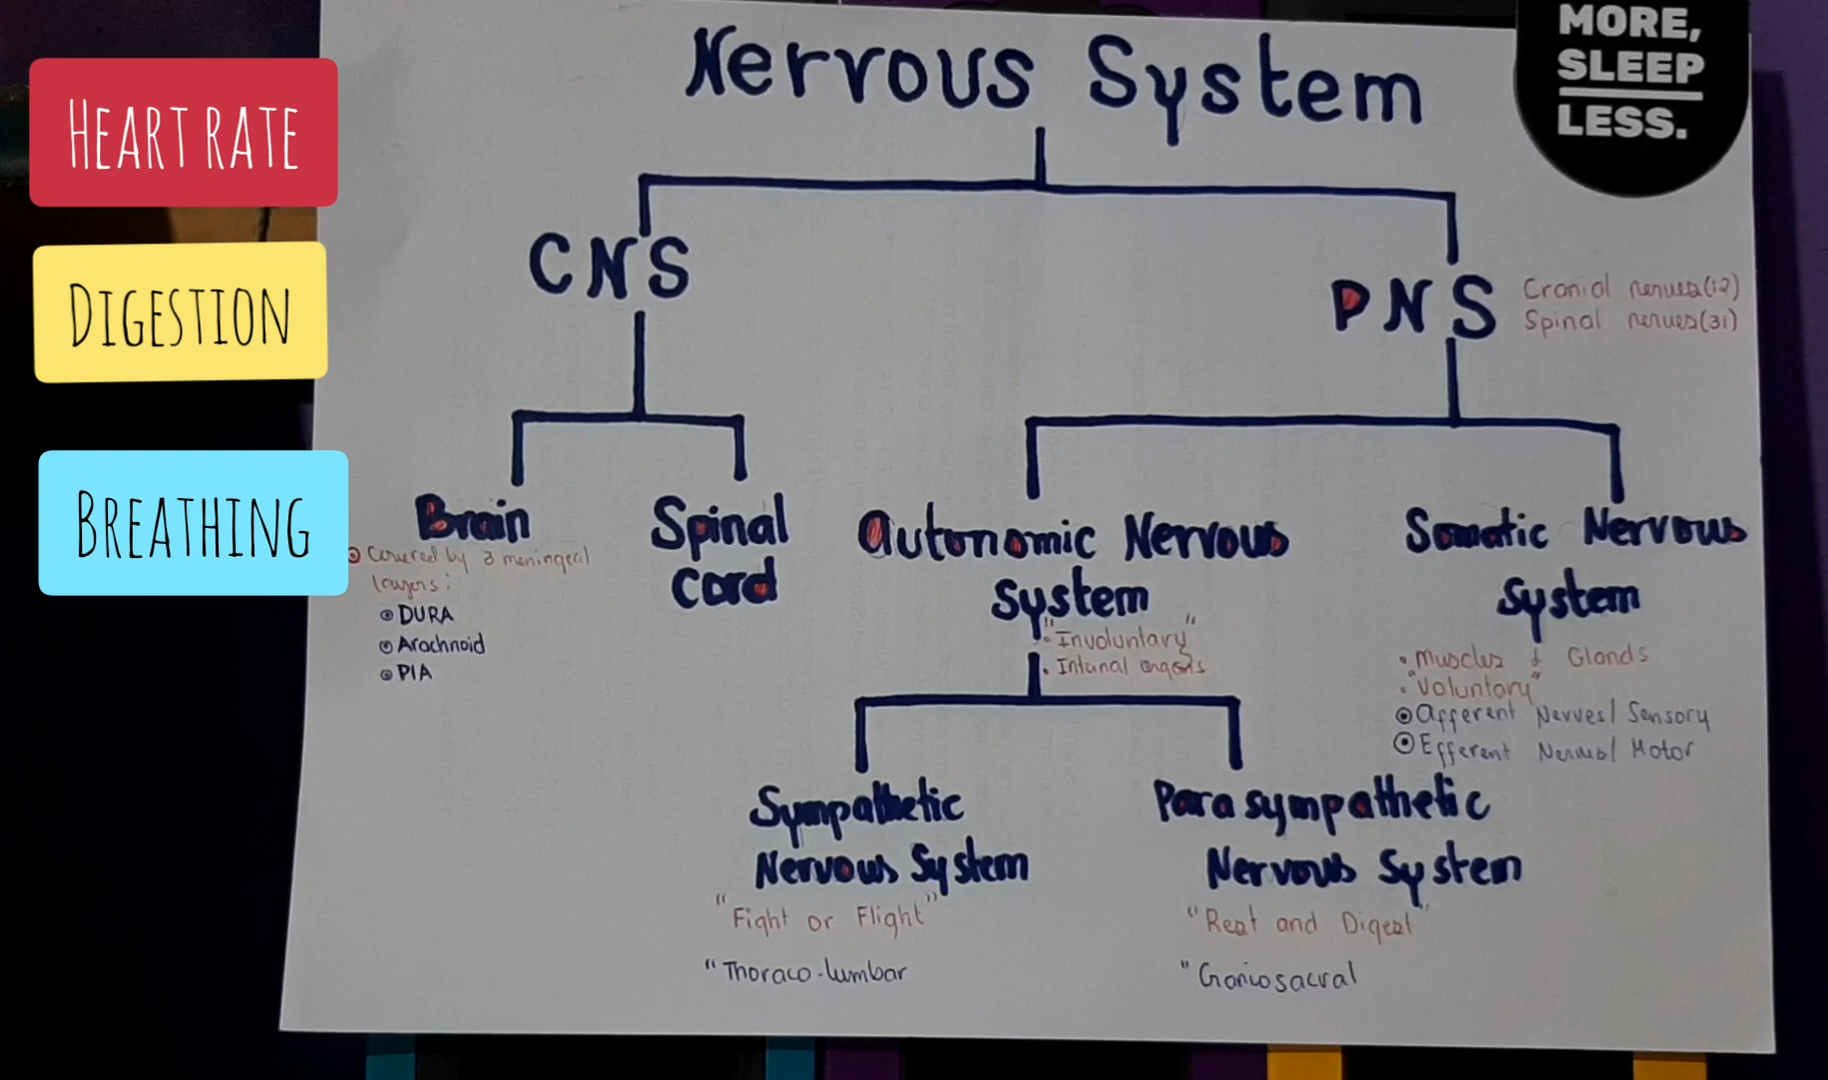 Nervous System
MORE,
SLEEP
LESS.
HEART RATE
DIGESTION
BREATHING
CNS
PNS
Cranial nerves(12)
Spinal nerves(31)
Brain
Covered by 3 meningeal
layers:
DURA
Arachnoid
PIA
Spinal
Cord
Autonomic Nervous
System
"Involuntary"
Intunal organs
Somatic Nervous
System
Muscles & Glands
"Voluntary"
Afferent Nerves/ Sensory
Efferent Nerves/ Motor
Sympathetic
Nervous System
"Fight or Flight"
"Thoraco-lumbar
Parasympathetic
Nervous System
"Rest and Digest"
"Craniosacral